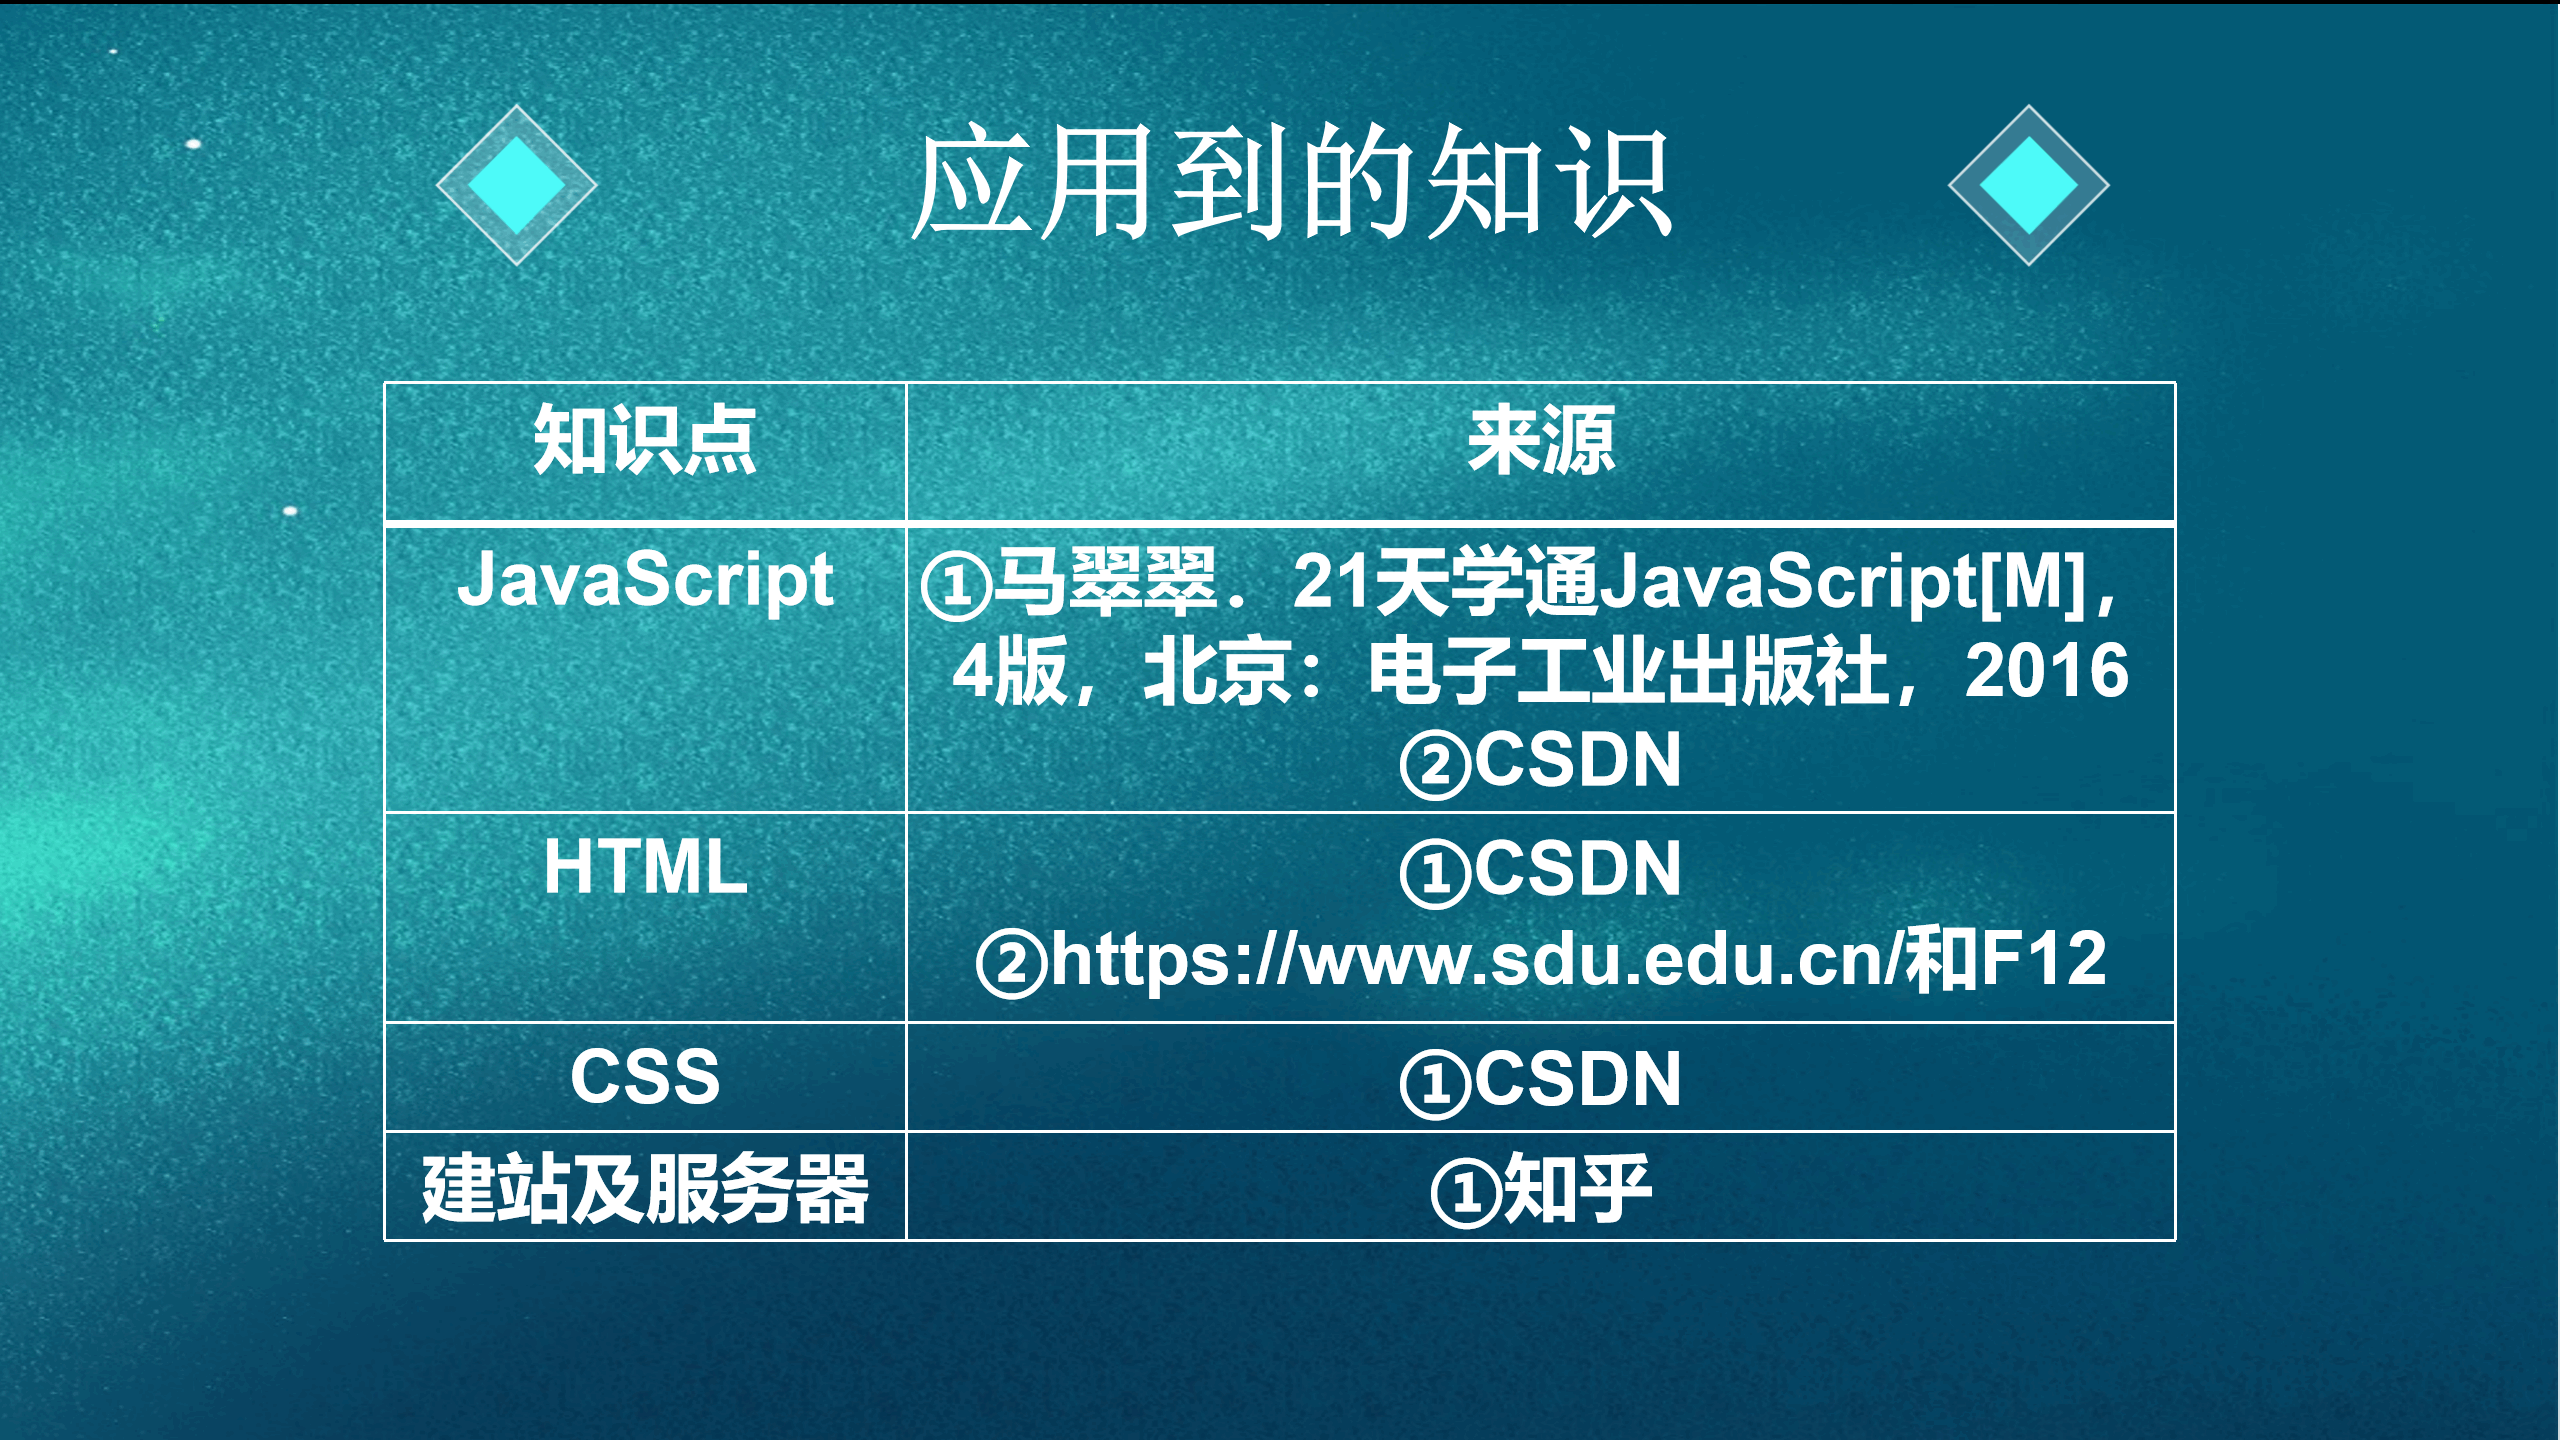 应用到的知识
知识点
来源
JavaScript
①马翠翠．21天学通JavaScript[M]，
4版，北京：电子工业出版社，2016
②CSDN
HTML
①CSDN
②https://www.sdu.edu.cn/和F12
CSS
①CSDN
建站及服务器
①知乎